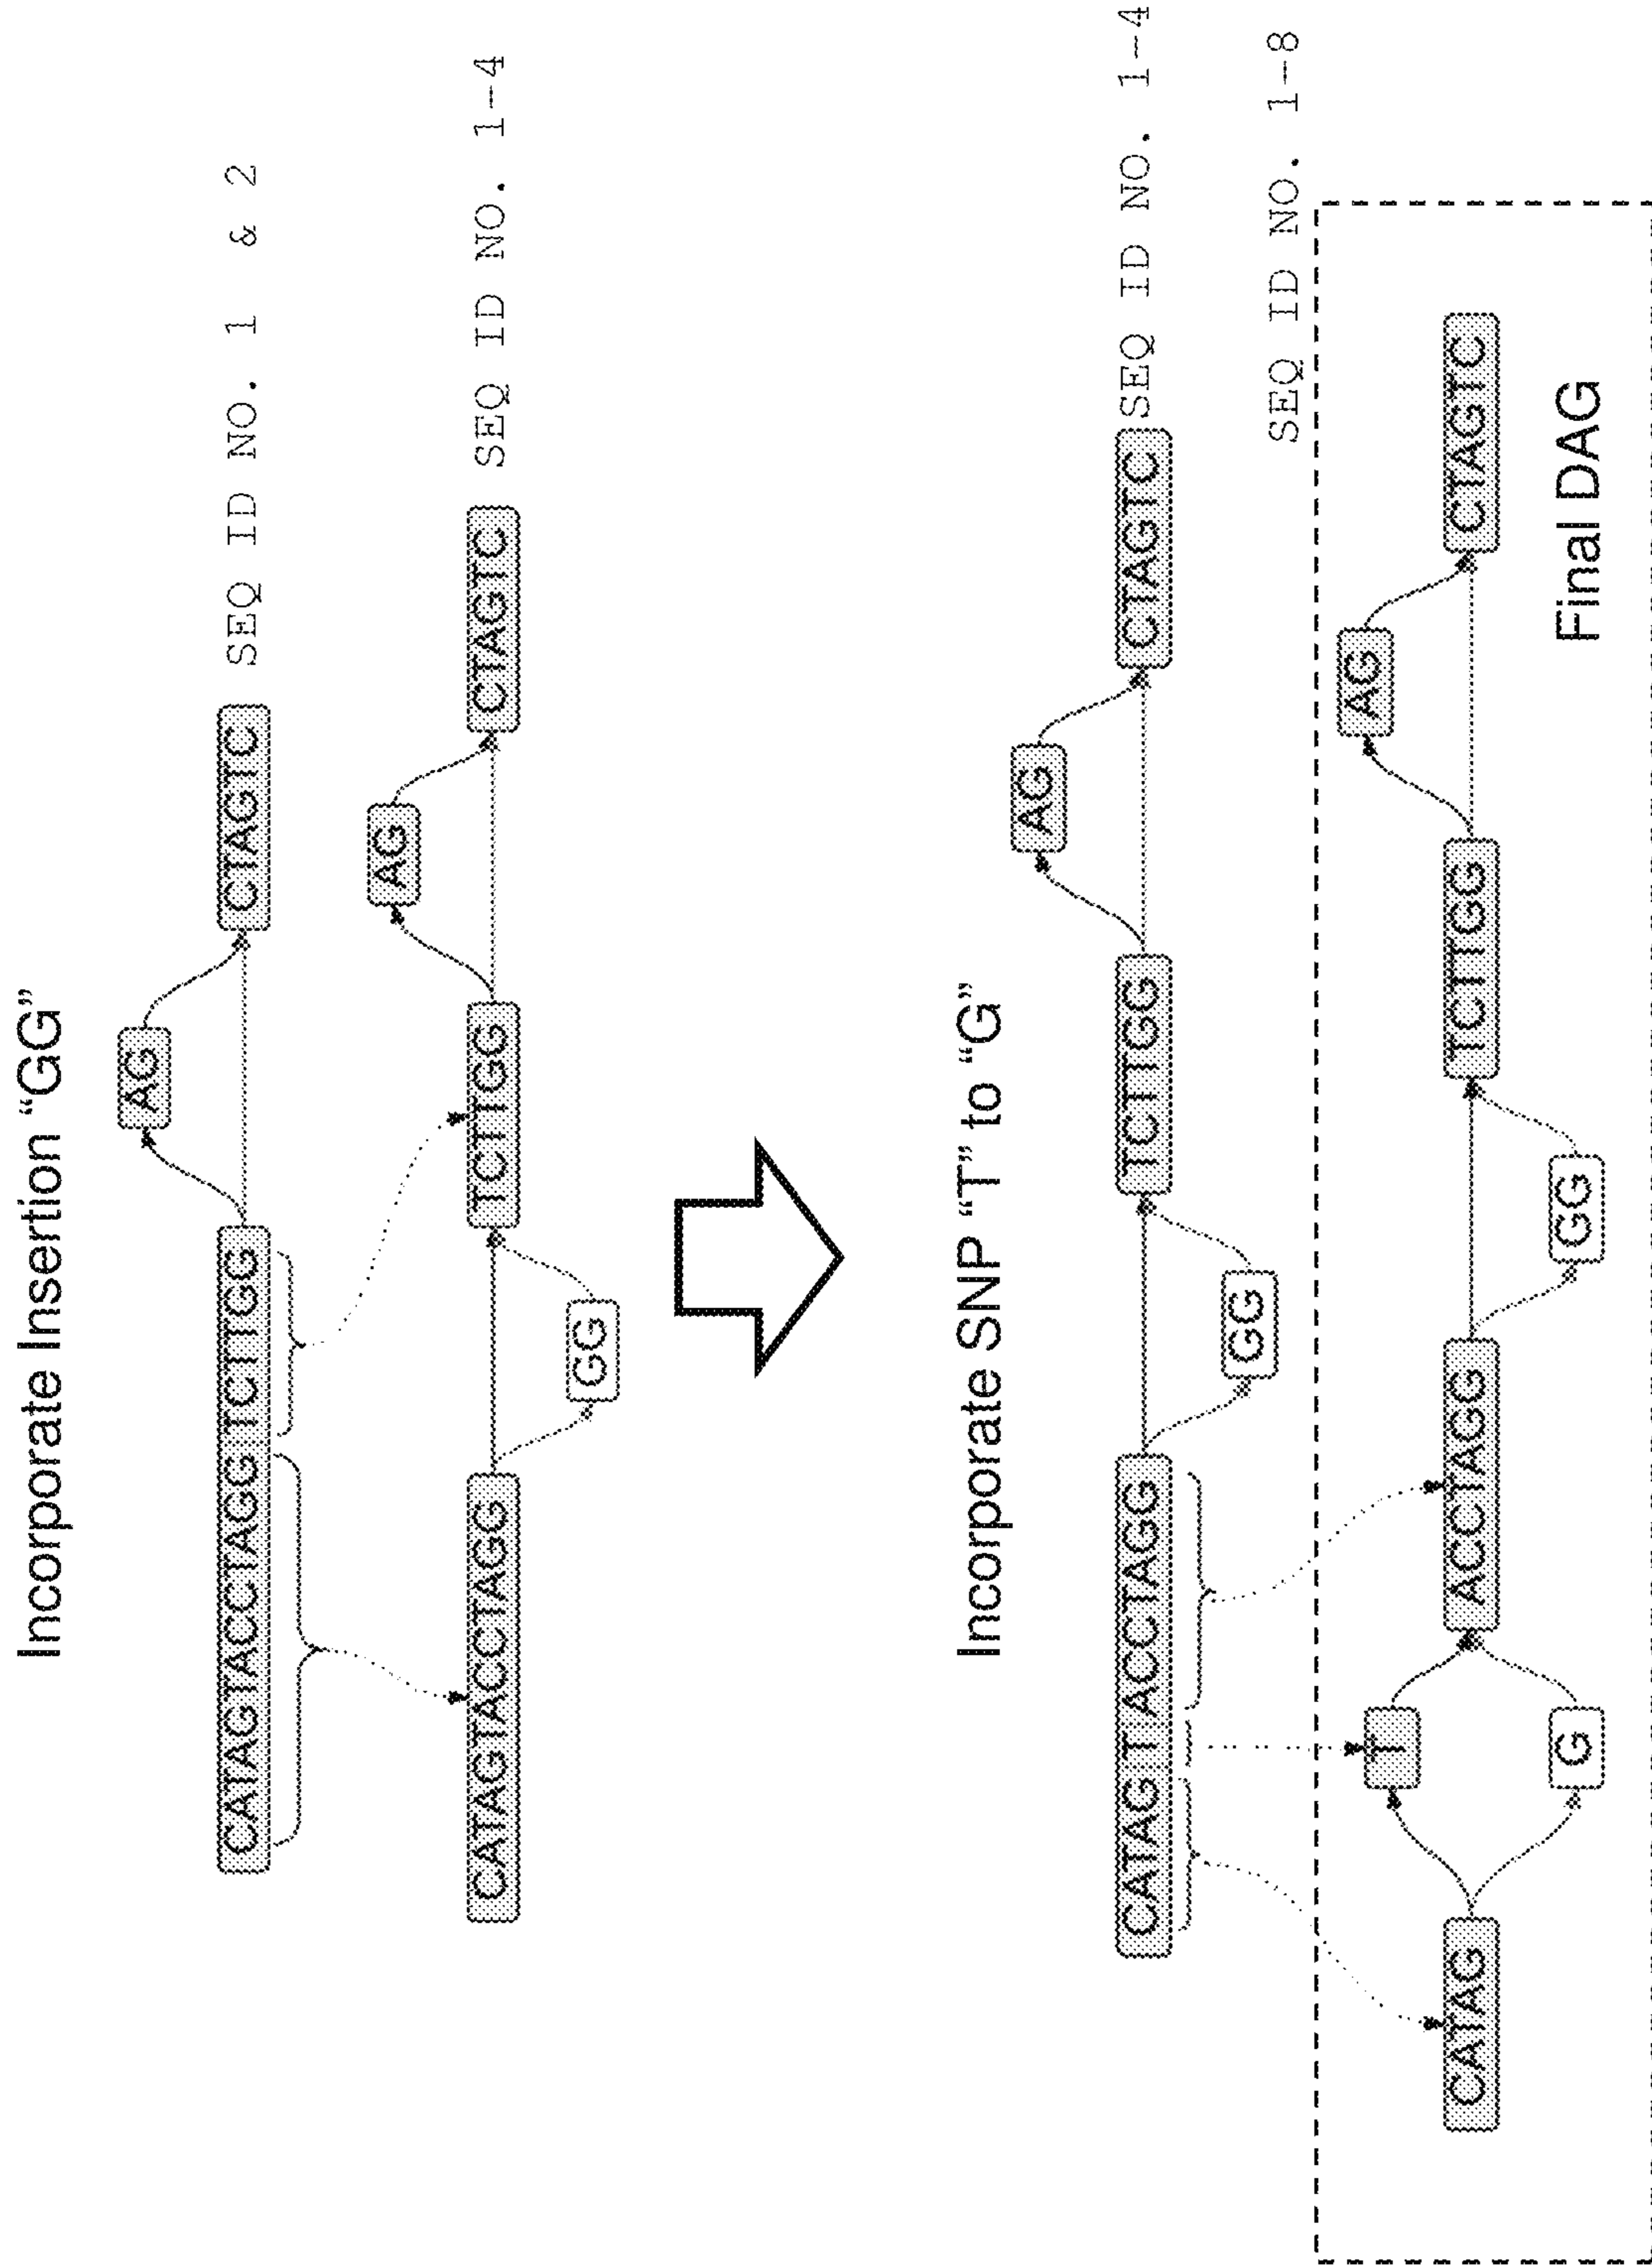 Incorporate Insertion “GG”
AG
CATAGTACCTAGG TCTTGG CTAGTC SEQ ID NO. 1 & 2
AG
CATAGTACCTAGG TCTTGG CTAGTC SEQ ID NO. 1-4
GG
Incorporate SNP “T” to “G”
AG
CATAG T ACCTAGG TCTTGG CTAGTC SEQ ID NO. 1-4
GG
SEQ ID NO. 1-8
T AG
CATAG ACCTAGG TCTTGG CTAGTC
G GG
Final DAG